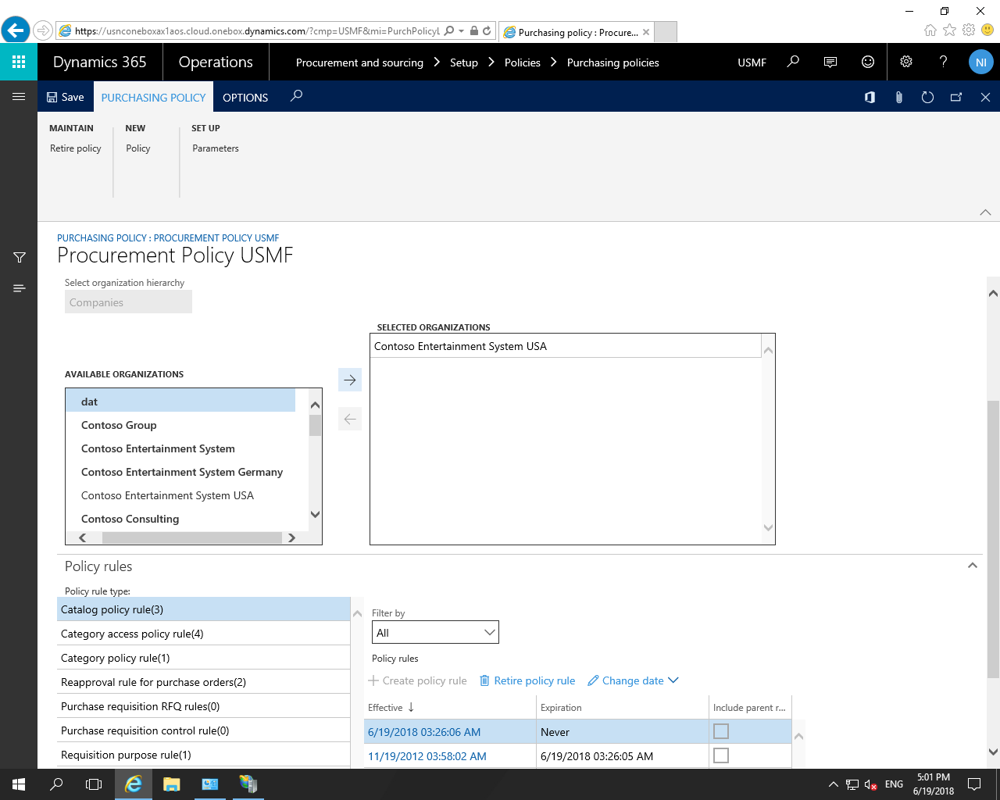 https://usnconeboxax1aos.cloud.onebox.dynamics.com/?cmp=USMF&mi=PurchPolicyL
Purchasing policy : Procure...
Dynamics 365
Operations
Procurement and sourcing > Setup > Policies > Purchasing policies
USMF
?
NI
Save
PURCHASING POLICY
OPTIONS
MAINTAIN
NEW
SET UP
Retire policy
Policy
Parameters
PURCHASING POLICY : PROCUREMENT POLICY USMF
Procurement Policy USMF
Select organization hierarchy
Companies
SELECTED ORGANIZATIONS
Contoso Entertainment System USA
AVAILABLE ORGANIZATIONS
dat
Contoso Group
Contoso Entertainment System
Contoso Entertainment System Germany
Contoso Entertainment System USA
Contoso Consulting
Policy rules
Policy rule type:
Catalog policy rule(3)
Category access policy rule(4)
Category policy rule(1)
Reapproval rule for purchase orders(2)
Purchase requisition RFQ rules(0)
Purchase requisition control rule(0)
Requisition purpose rule(1)
Filter by
All
Policy rules
Create policy rule
Retire policy rule
Change date
Effective
Expiration
Include parent r...
6/19/2018 03:26:06 AM
Never
11/19/2012 03:58:02 AM
6/19/2018 03:26:05 AM
ENG
5:01 PM
6/19/2018